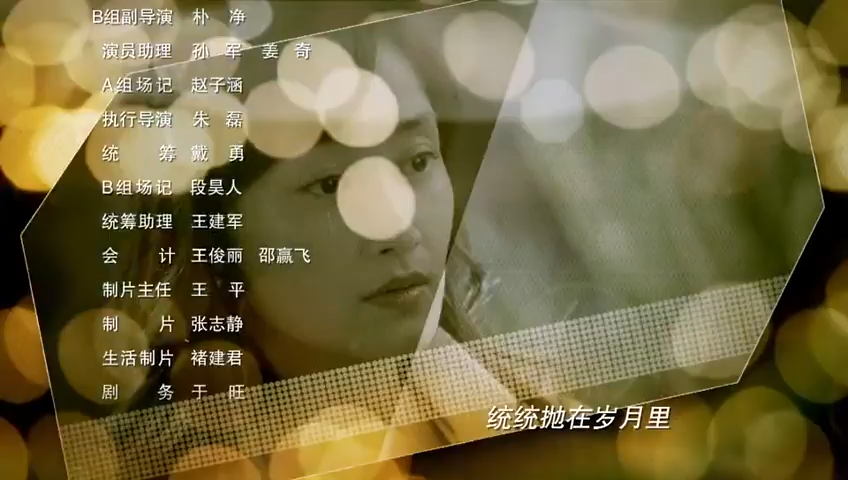 B组副导演 朴 净
演员助理 孙 军 姜 奇
A组场记 赵子涵
执行导演 朱 磊
统 筹 戴 勇
B组场记 段昊人
统筹助理 王建军
会 计 王俊丽 邵赢飞
制片主任 王 平
制 片 张志静
生活制片 褚建君
剧 务 于 旺
统统抛在岁月里